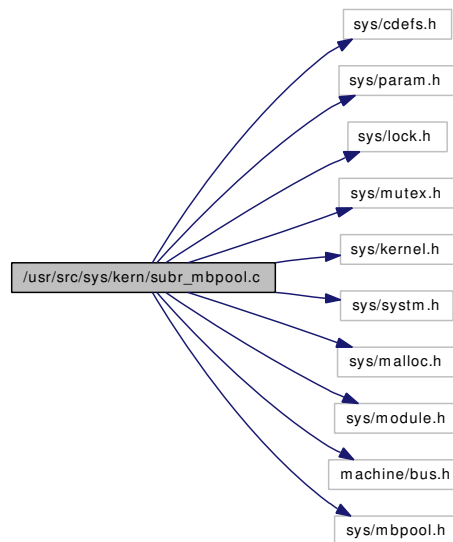 /usr/src/sys/kern/subr_mbpool.c
sys/cdefs.h
sys/param.h
sys/lock.h
sys/mutex.h
sys/kernel.h
sys/systm.h
sys/malloc.h
sys/module.h
machine/bus.h
sys/mbpool.h